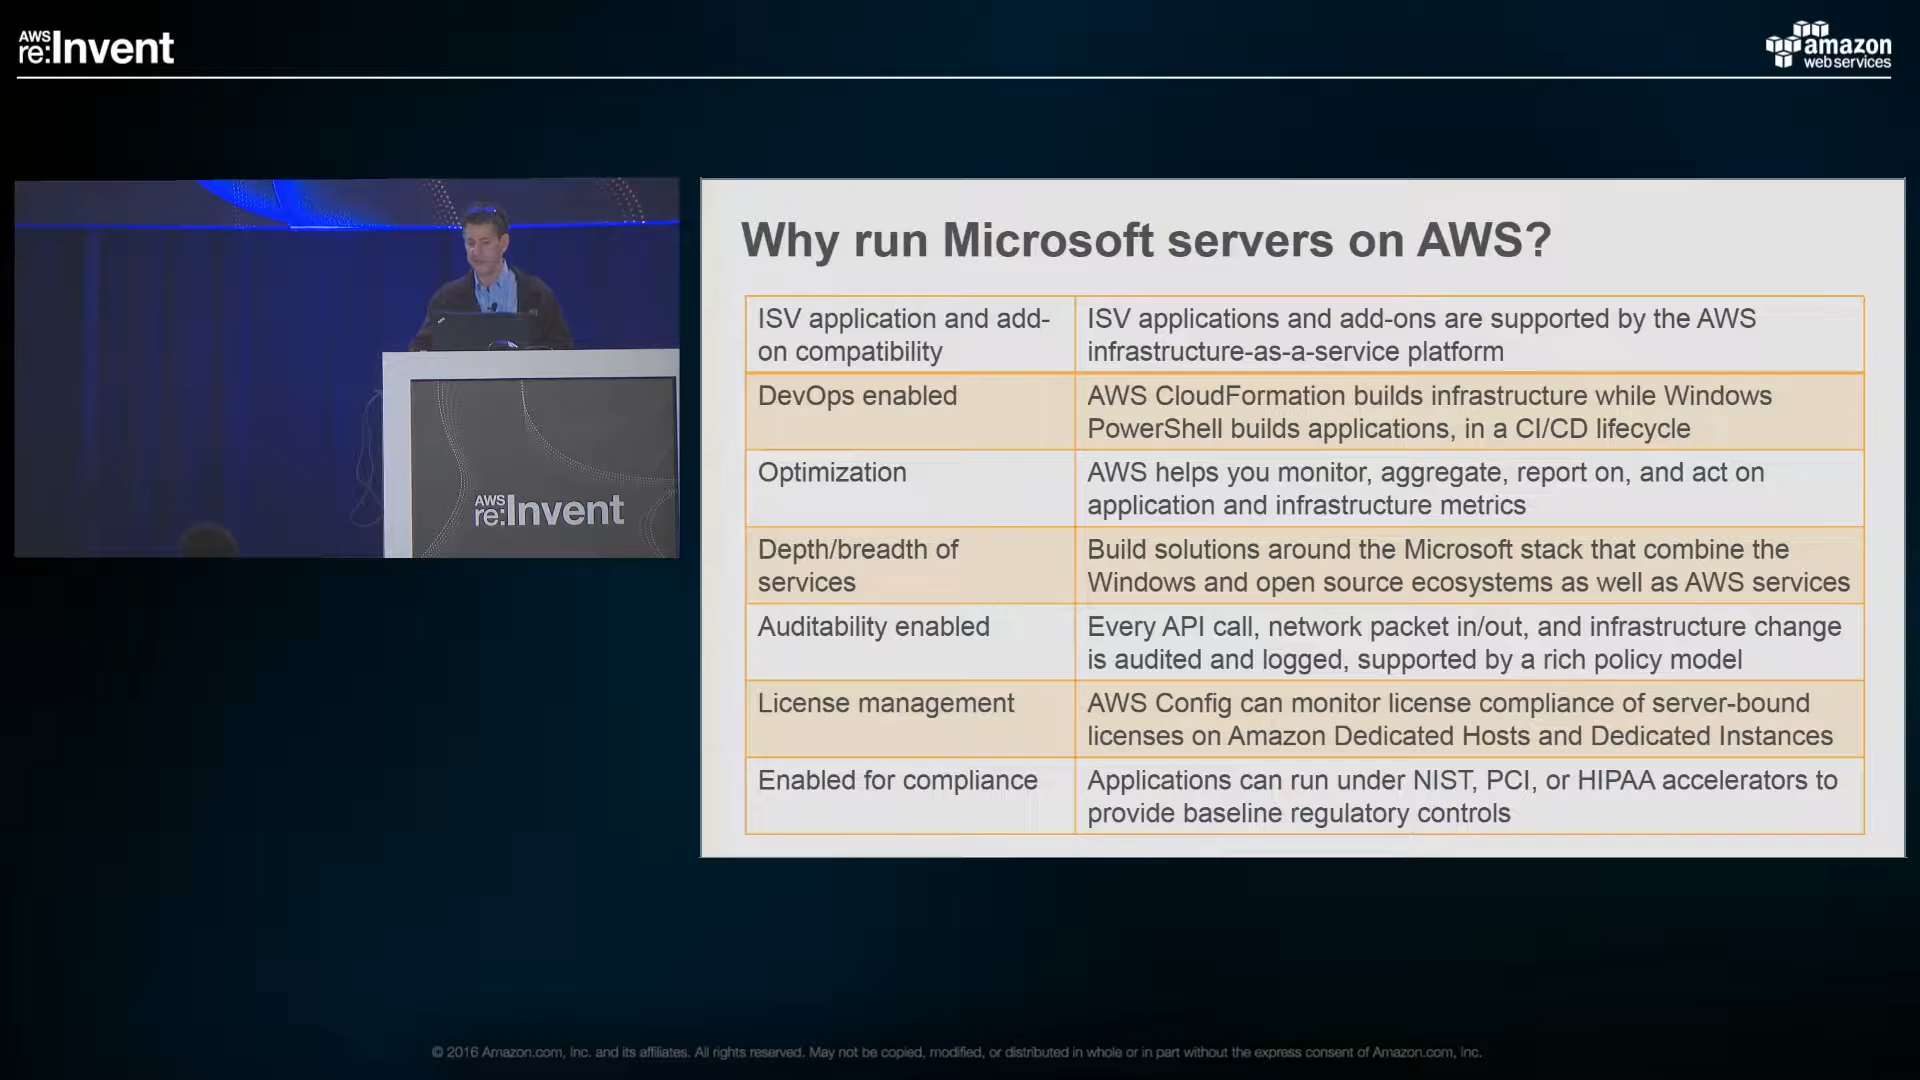 AWS
re:Invent
amazon
webservices
AWS
re:Invent
Why run Microsoft servers on AWS?
ISV application and add-
on compatibility
ISV applications and add-ons are supported by the AWS
infrastructure-as-a-service platform
DevOps enabled
AWS CloudFormation builds infrastructure while Windows
PowerShell builds applications, in a CI/CD lifecycle
Optimization
AWS helps you monitor, aggregate, report on, and act on
application and infrastructure metrics
Depth/breadth of
services
Build solutions around the Microsoft stack that combine the
Windows and open source ecosystems as well as AWS services
Auditability enabled
Every API call, network packet in/out, and infrastructure change
is audited and logged, supported by a rich policy model
License management
AWS Config can monitor license compliance of server-bound
licenses on Amazon Dedicated Hosts and Dedicated Instances
Enabled for compliance
Applications can run under NIST, PCI, or HIPAA accelerators to
provide baseline regulatory controls
© 2016 Amazon.com, Inc. and its affiliates. All rights reserved. May not be copied, modified, or distributed in whole or in part without the express consent of Amazon.com, Inc.